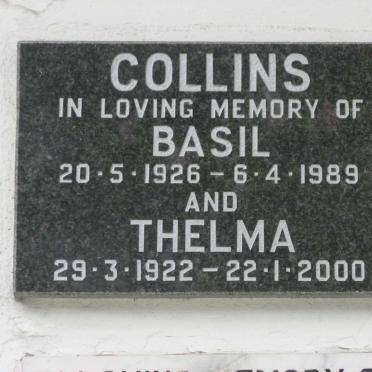 COLLINS
IN LOVING MEMORY OF
BASIL
20·5·1926 – 6·4·1989
AND
THELMA
29·3·1922 – 22·1·2000
MEMORY